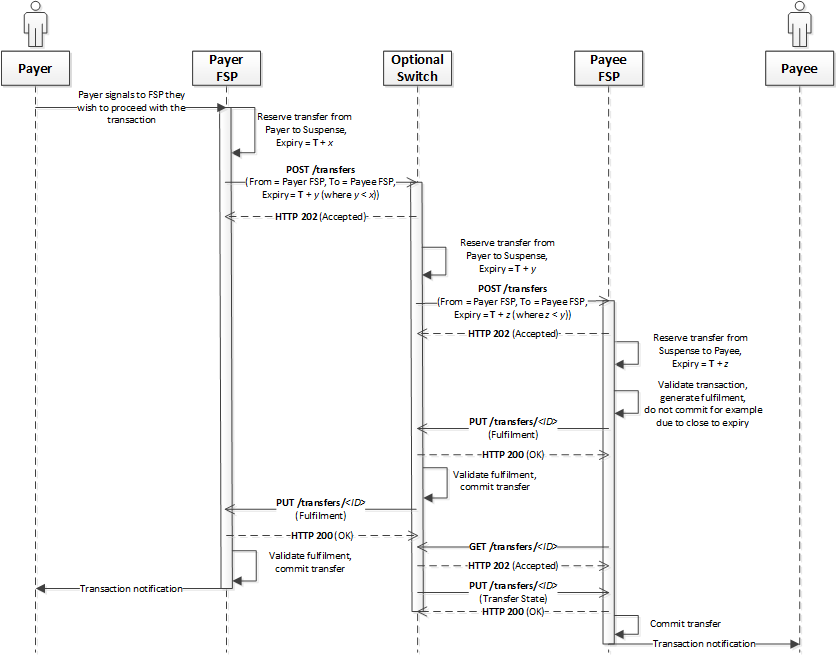 Payer
Payer
FSP
Optional
Switch
Payee
FSP
Payee
Payer signals to FSP they
wish to proceed with the
transaction
Reserve transfer from
Payer to Suspense,
Expiry = T + x
POST /transfers
(From = Payer FSP, To = Payee FSP,
Expiry = T + y (where y < x))
HTTP 202 (Accepted)
Reserve transfer from
Payer to Suspense,
Expiry = T + y
POST /transfers
(From = Payer FSP, To = Payee FSP,
Expiry = T + z (where z < y))
HTTP 202 (Accepted)
Reserve transfer from
Suspense to Payee,
Expiry = T + z
Validate transaction,
generate fulfilment,
do not commit for example
due to close to expiry
PUT /transfers/<ID>
(Fulfilment)
HTTP 200 (OK)
Validate fulfilment,
commit transfer
PUT /transfers/<ID>
(Fulfilment)
HTTP 200 (OK)
GET /transfers/<ID>
Validate fulfilment,
commit transfer
HTTP 202 (Accepted)
Transaction notification
PUT /transfers/<ID>
(Transfer State)
HTTP 200 (OK)
Commit transfer
Transaction notification